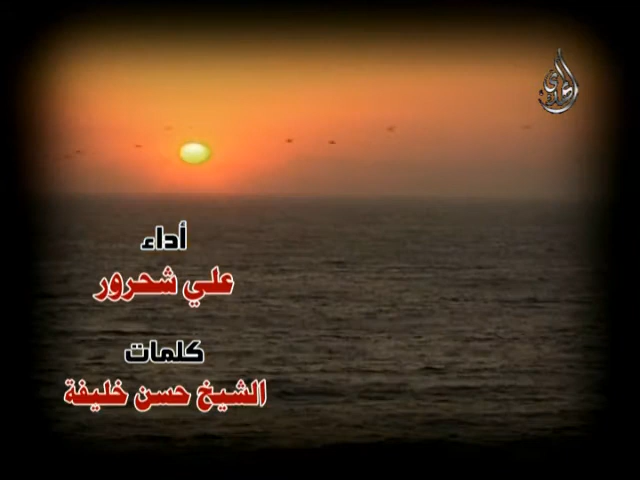 أداء
علي شحرور
كلمات
الشيخ حسن خليفة